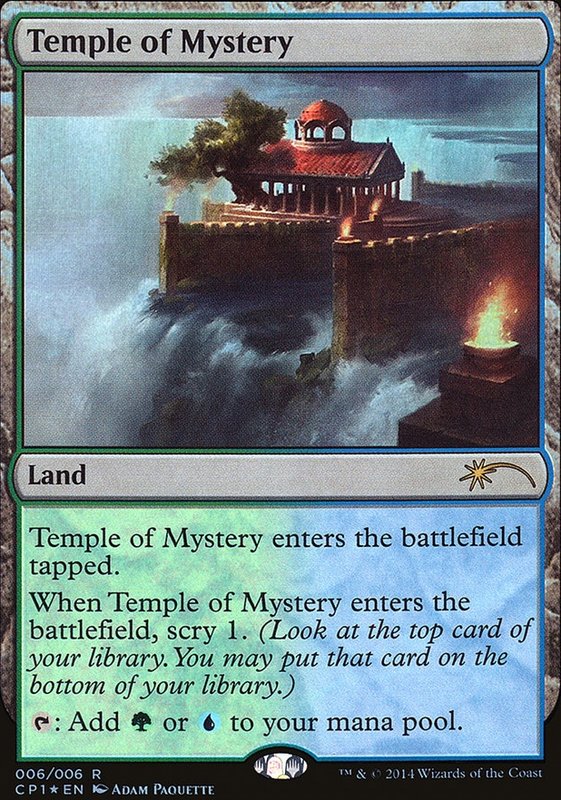 Temple of Mystery
Land
Temple of Mystery enters the battlefield
tapped.
When Temple of Mystery enters the
battlefield, scry 1. (Look at the top card of
your library. You may put that card on the
bottom of your library.)
: Add or to your mana pool.
006/006 R
CP1★EN Adam Paquette
™ & © 2014 Wizards of the Coast